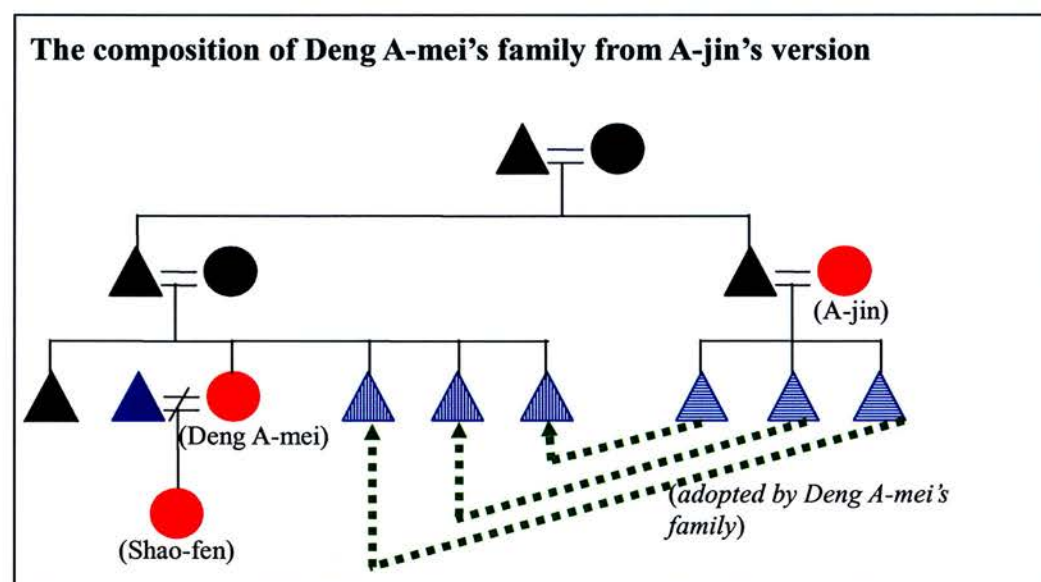 The composition of Deng A-mei's family from A-jin's version
(A-jin)
(Deng A-mei)
(adopted by Deng A-mei's
family)
(Shao-fen)